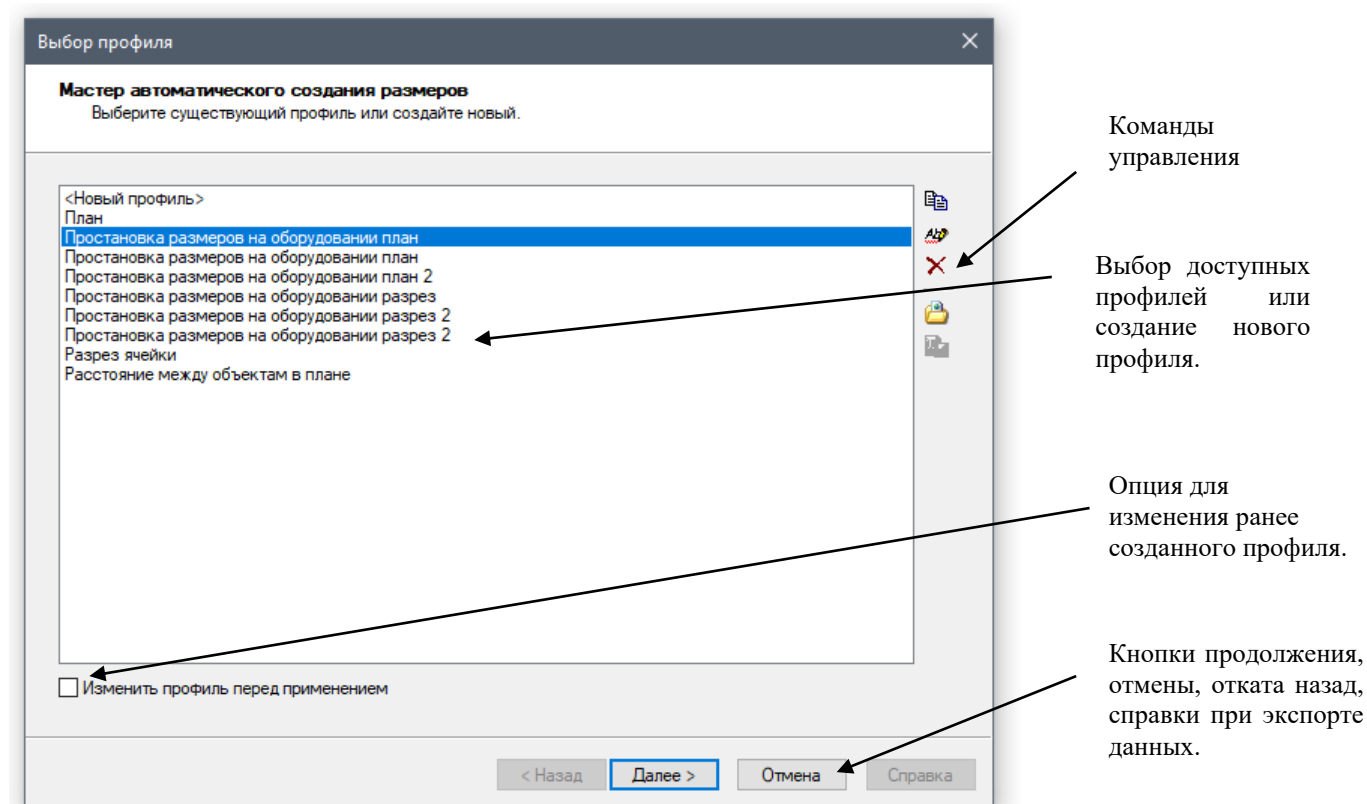 Выбор профиля
Мастер автоматического создания размеров
Выберите существующий профиль или создайте новый.
<Новый профиль>
План
Простановка размеров на оборудовании план
Простановка размеров на оборудовании план
Простановка размеров на оборудовании план 2
Простановка размеров на оборудовании разрез
Простановка размеров на оборудовании разрез 2
Простановка размеров на оборудовании разрез 2
Разрез ячейки
Расстояние между объектам в плане
Изменить профиль перед применением
< Назад
Далее >
Отмена
Справка
Команды
управления
Выбор доступных
профилей или
создание нового
профиля.
Опция для
изменения ранее
созданного профиля.
Кнопки продолжения,
отмены, отката назад,
справки при экспорте
данных.